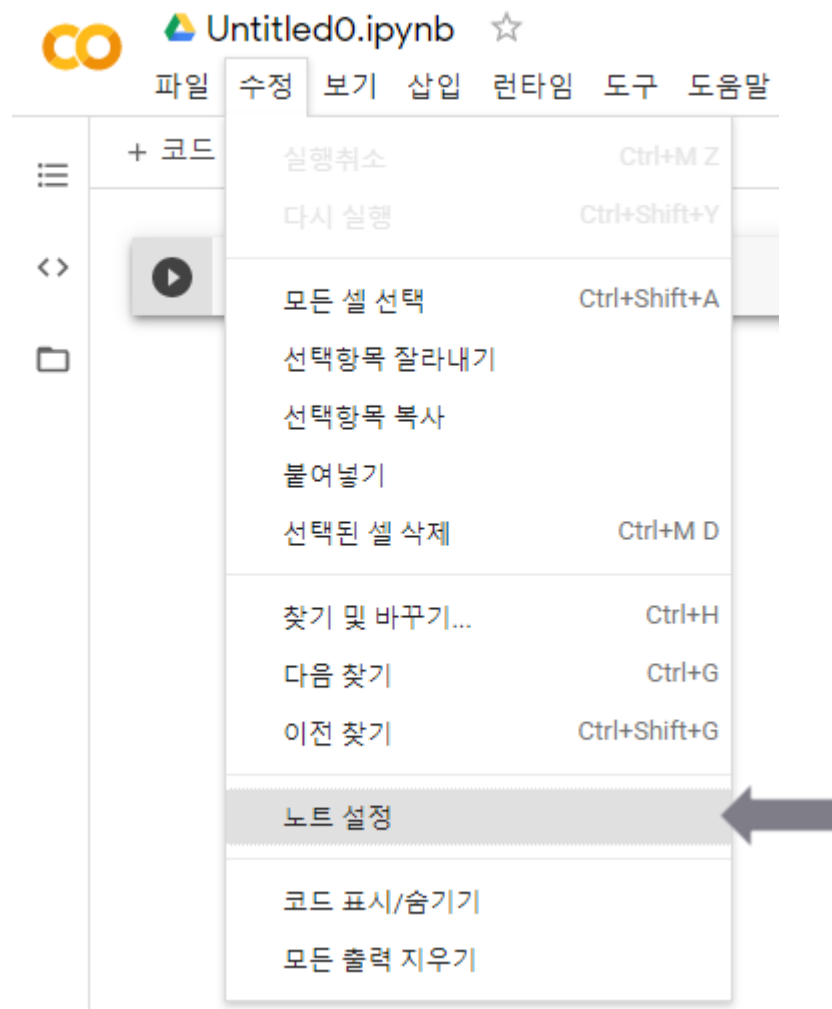 Untitled0.ipynb
파일 수정 보기 삽입 런타임 도구 도움말
+ 코드
실행취소 Ctrl+M Z
다시 실행 Ctrl+Shift+Y
모든 셀 선택 Ctrl+Shift+A
선택항목 잘라내기
선택항목 복사
붙여넣기
선택된 셀 삭제 Ctrl+M D
찾기 및 바꾸기... Ctrl+H
다음 찾기 Ctrl+G
이전 찾기 Ctrl+Shift+G
노트 설정
코드 표시/숨기기
모든 출력 지우기